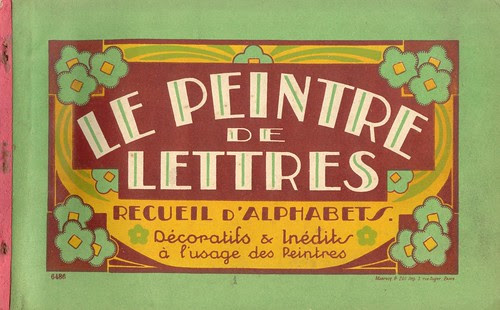 LE PEINTRE
DE
LETTRES
RECUEIL D'ALPHABETS.
Décoratifs & Inédits
à l'usage des Peintres
6486